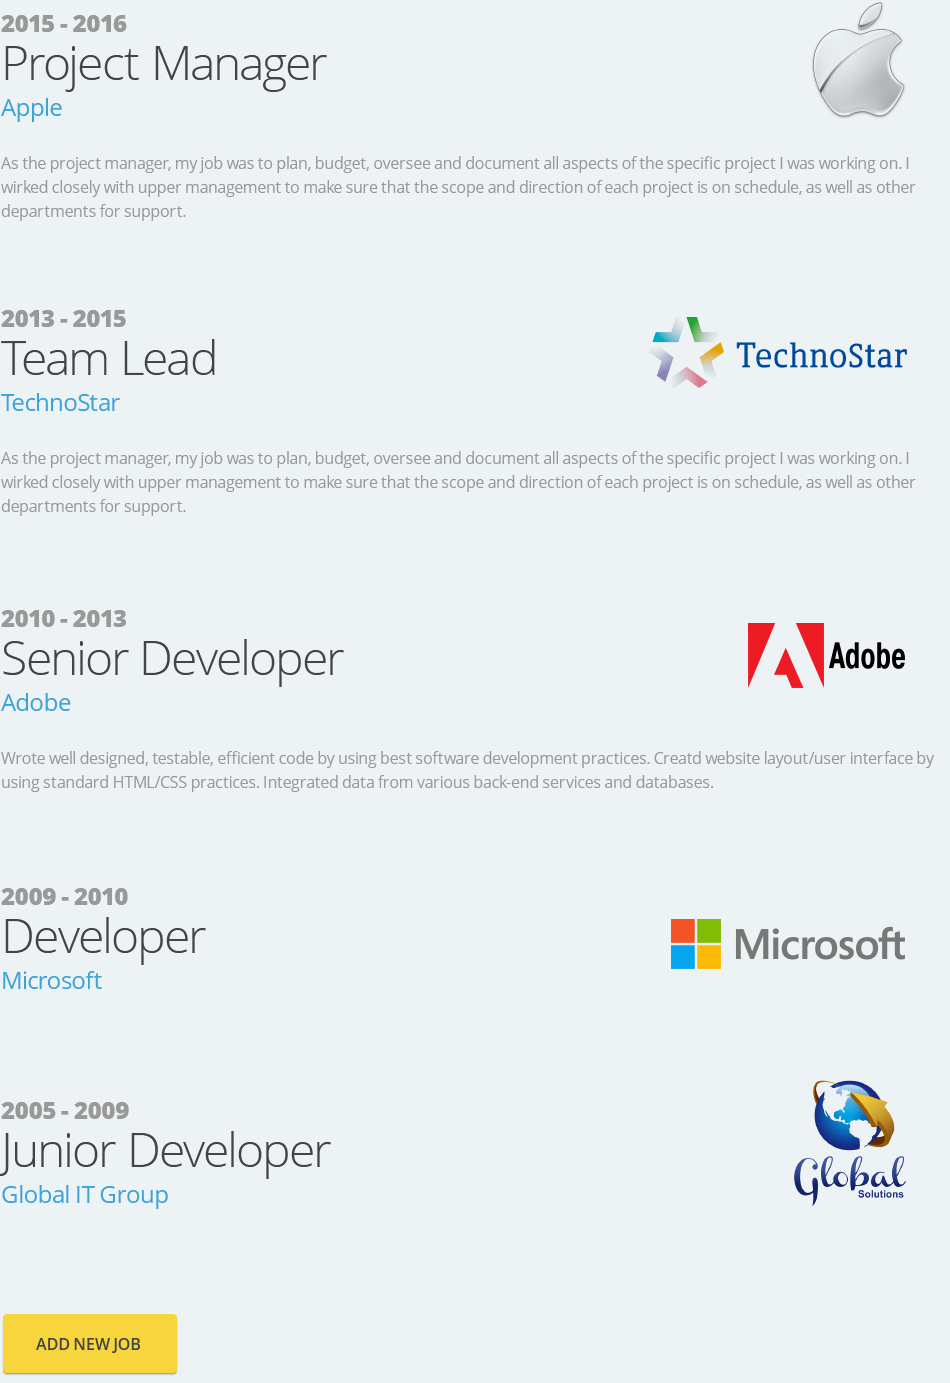 2015 - 2016
Project Manager
Apple
As the project manager, my job was to plan, budget, oversee and document all aspects of the specific project I was working on. I
wirked closely with upper management to make sure that the scope and direction of each project is on schedule, as well as other
departments for support.
2013 - 2015
Team Lead
TechnoStar
TechnoStar
As the project manager, my job was to plan, budget, oversee and document all aspects of the specific project I was working on. I
wirked closely with upper management to make sure that the scope and direction of each project is on schedule, as well as other
departments for support.
2010 - 2013
Senior Developer
Adobe
Adobe
Wrote well designed, testable, efficient code by using best software development practices. Creatd website layout/user interface by
using standard HTML/CSS practices. Integrated data from various back-end services and databases.
2009 - 2010
Developer
Microsoft
Microsoft
2005 - 2009
Junior Developer
Global IT Group
Global
Solutions
ADD NEW JOB